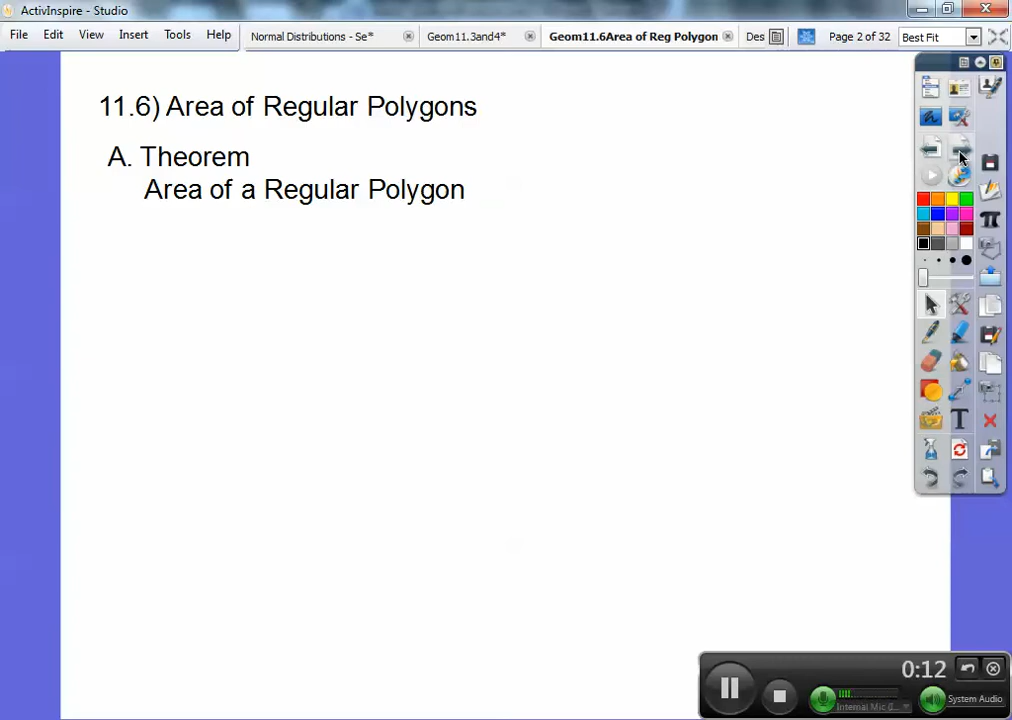 ActivInspire - Studio
File Edit View Insert Tools Help
Normal Distributions - Se*
Geom11.3and4*
Geom11.6Area of Reg Polygon
Des
Page 2 of 32
Best Fit
11.6) Area of Regular Polygons
A. Theorem
Area of a Regular Polygon
T
0:12
Internal Mic (I...
System Audio